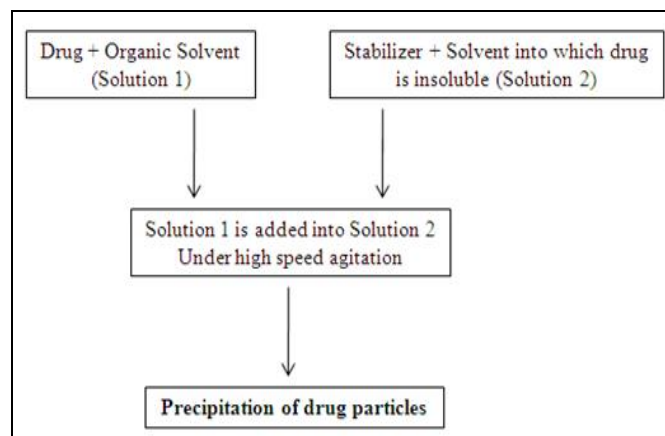 Drug + Organic Solvent
(Solution 1)
Stabilizer + Solvent into which drug
is insoluble (Solution 2)
Solution 1 is added into Solution 2
Under high speed agitation
Precipitation of drug particles